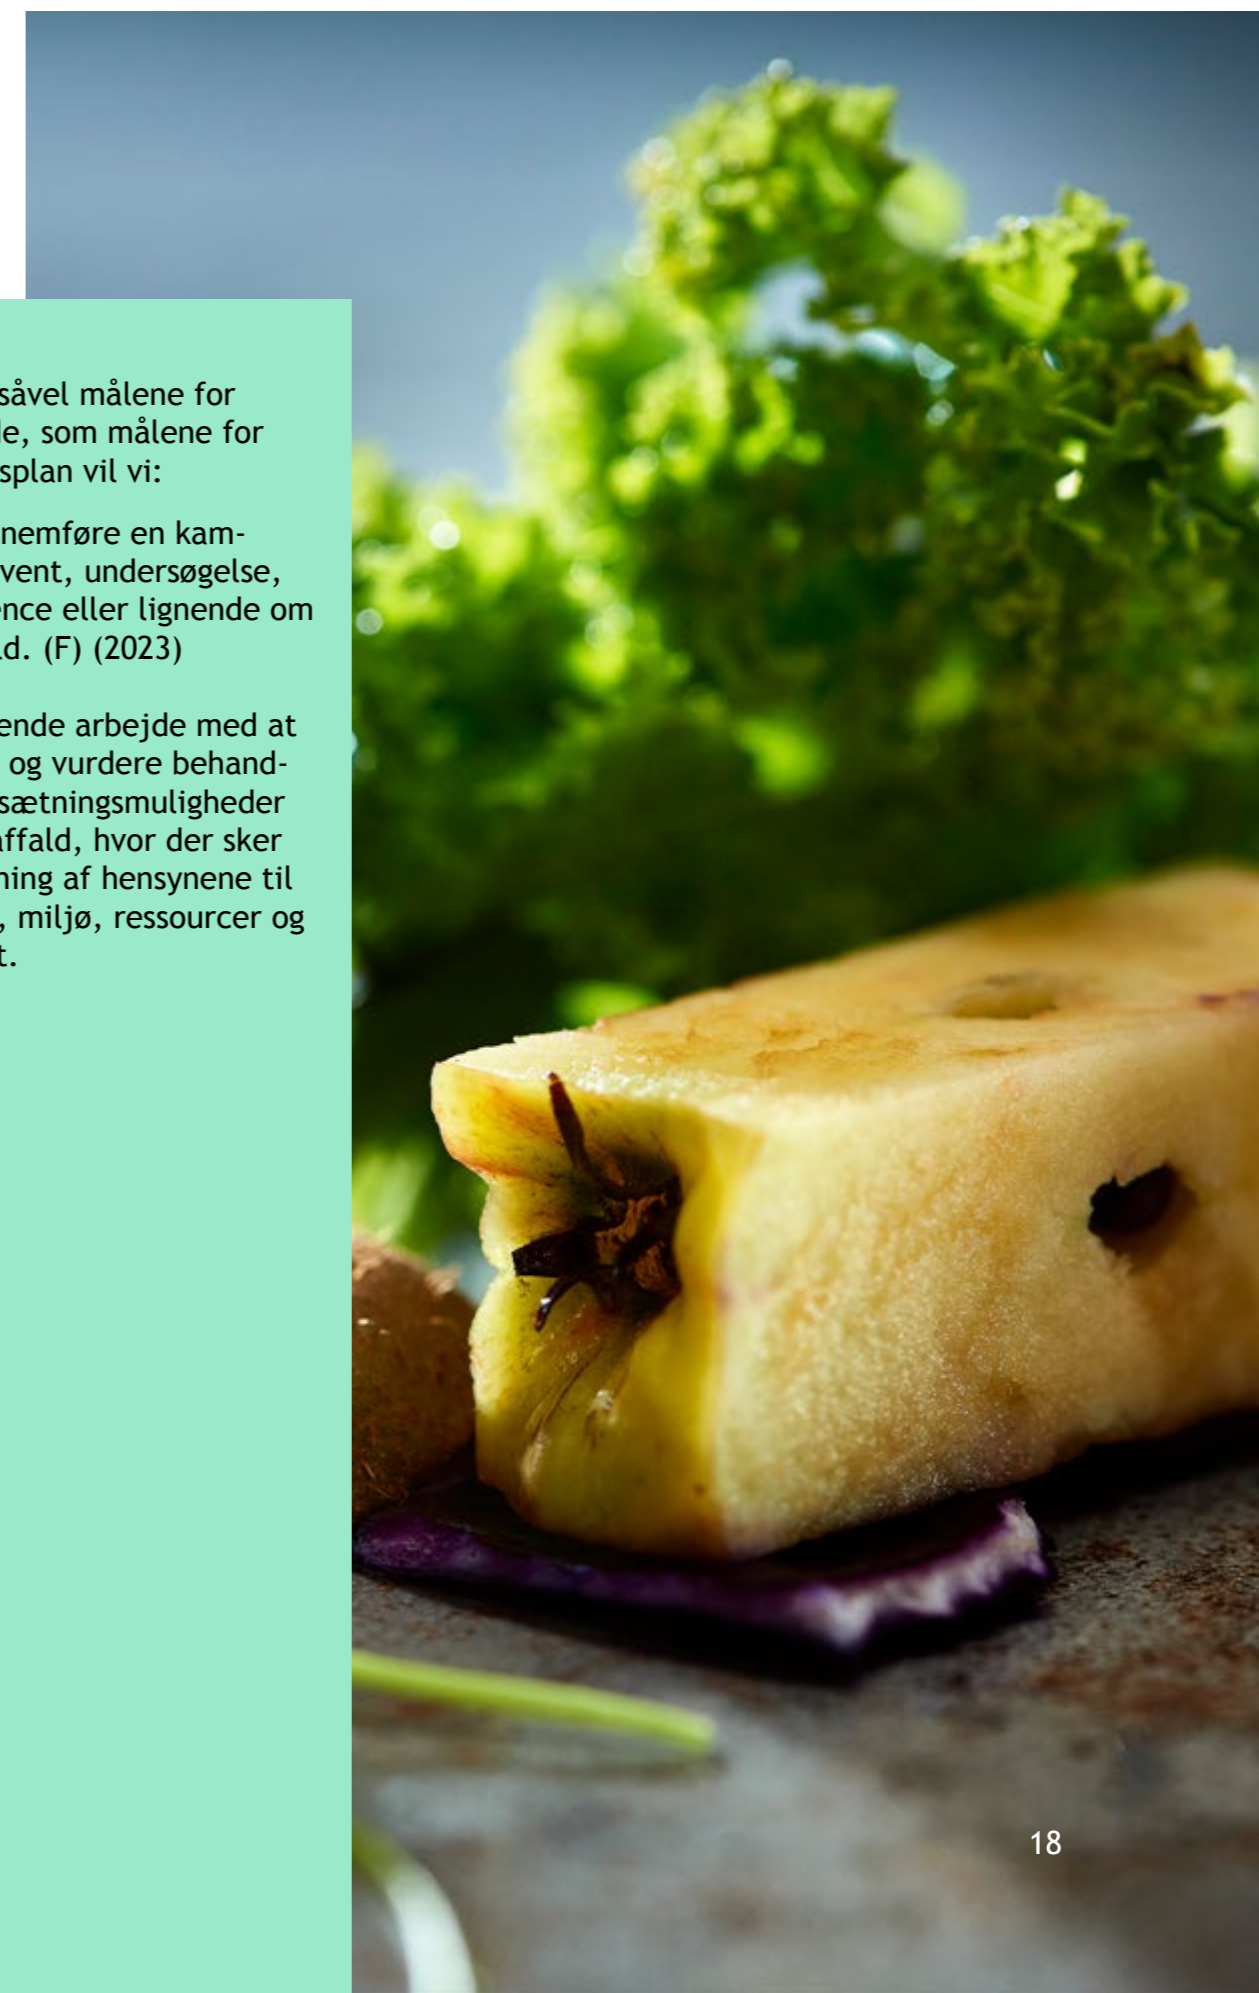 såvel målene for
de, som målene for
splan vil vi:
nemføre en kam-
vent, undersøgelse,
ence eller lignende om
ld. (F) (2023)
ende arbejde med at
og vurdere behand-
sætningsmuligheder
affald, hvor der sker
ning af hensynene til
, miljø, ressourcer og
t.
18